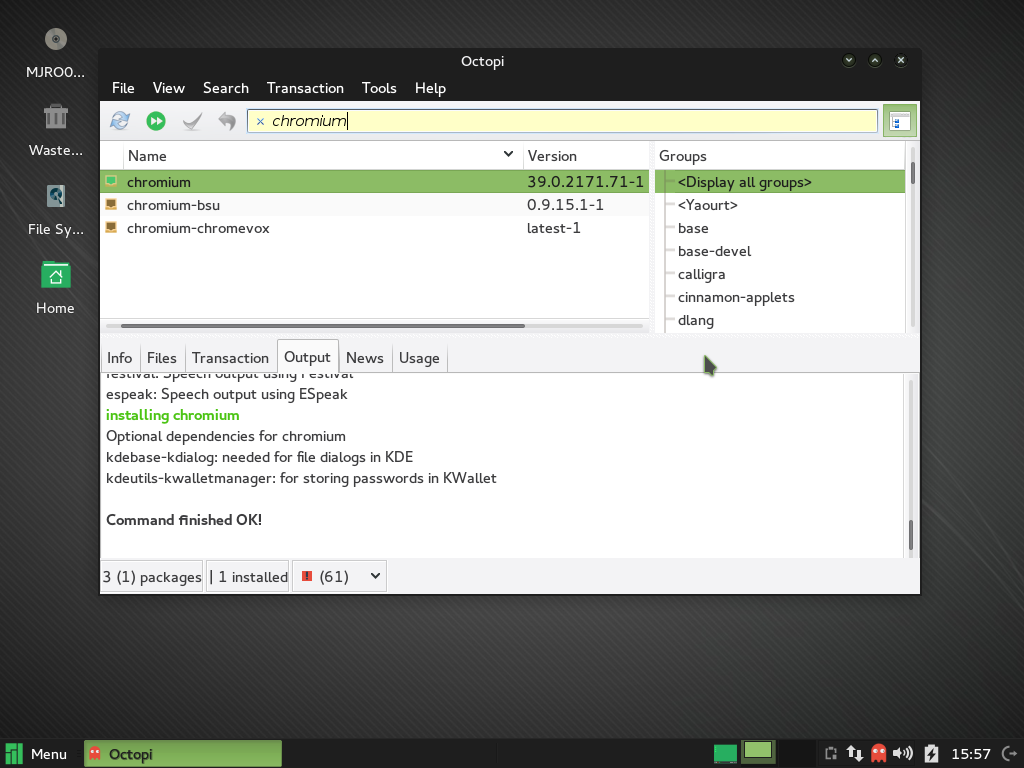 MJRO0...
Waste...
File Sy...
Home
Octopi
File View Search Transaction Tools Help
chromium
Name Version
chromium 39.0.2171.71-1
chromium-bsu 0.9.15.1-1
chromium-chromevox latest-1
Groups
<Display all groups>
<Yaourt>
base
base-devel
calligra
cinnamon-applets
dlang
Info Files Transaction Output News Usage
festival: Speech output using Festival
espeak: Speech output using ESpeak
installing chromium
Optional dependencies for chromium
kdebase-kdialog: needed for file dialogs in KDE
kdeutils-kwalletmanager: for storing passwords in KWallet
Command finished OK!
3 (1) packages | 1 installed (61)
Menu Octopi 15:57